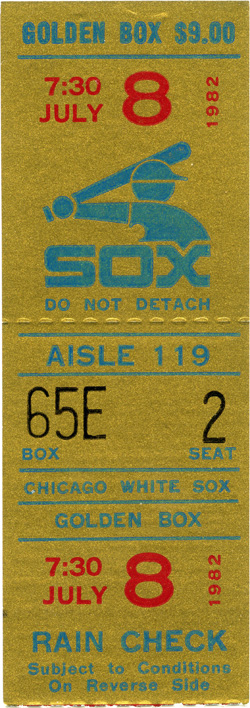 GOLDEN BOX $9.00
7:30 JULY 8 1982
SOX
DO NOT DETACH
AISLE 119
65E 2
BOX SEAT
CHICAGO WHITE SOX
GOLDEN BOX
7:30 JULY 8 1982
RAIN CHECK
Subject to Conditions
On Reverse Side